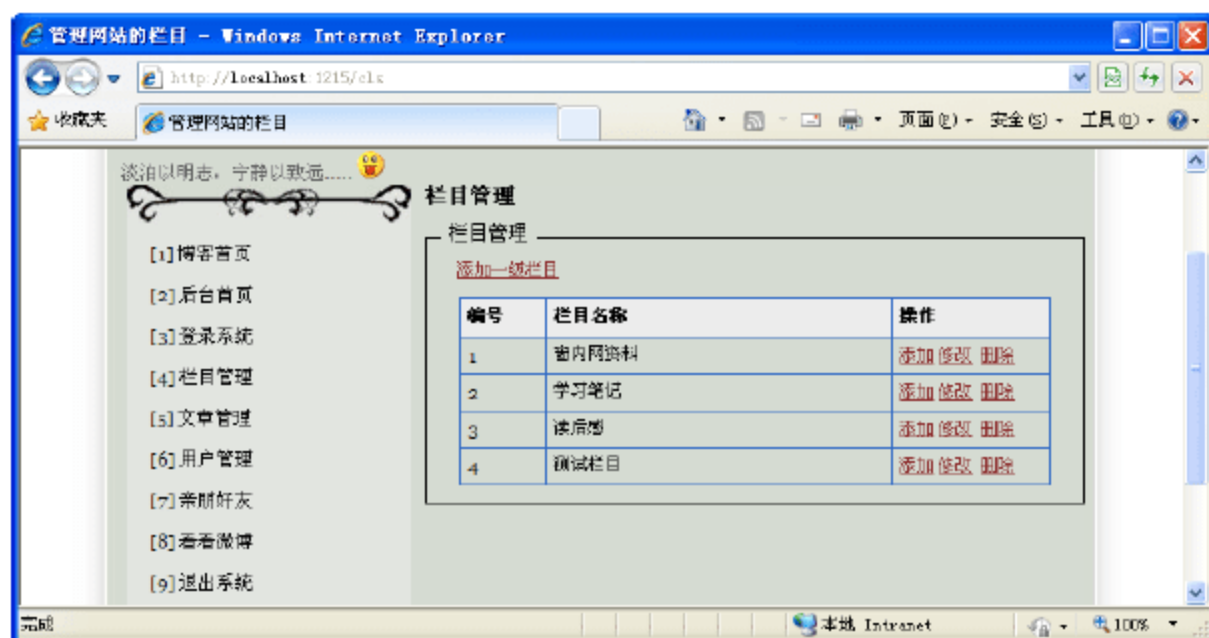 管理网站的栏目 - Windows Internet Explorer
http://localhost:1215/cls
收藏夹 管理网站的栏目 页面(P) 安全(S) 工具(O)
淡泊以明志，宁静以致远.....
栏目管理
栏目管理
添加一级栏目
编号 栏目名称 操作
1 密内网资料 添加 修改 删除
2 学习笔记 添加 修改 删除
3 读后感 添加 修改 删除
4 测试栏目 添加 修改 删除
[1]博客首页
[2]后台首页
[3]登录系统
[4]栏目管理
[5]文章管理
[6]用户管理
[7]亲朋好友
[8]看看微博
[9]退出系统
完成 本地 Intranet 100%